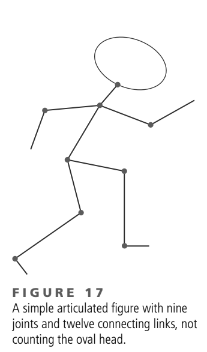 FIGURE 17
A simple articulated figure with nine
joints and twelve connecting links, not
counting the oval head.